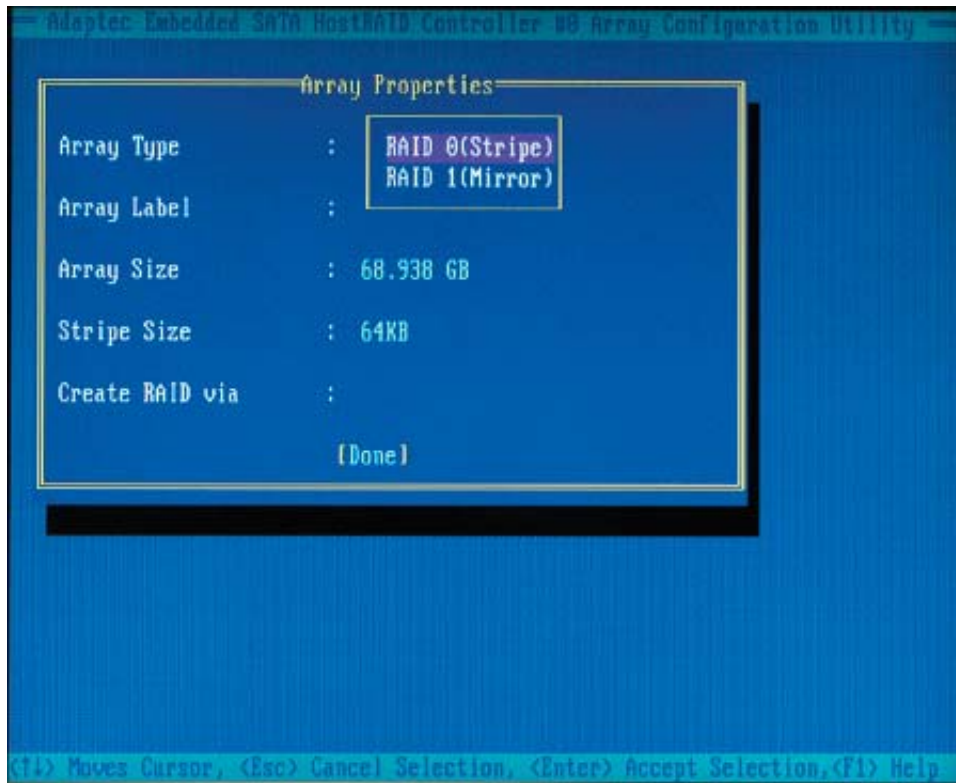 Adaptec Embedded SATA HostRAID Controller #0 Array Configuration Utility
Array Properties
Array Type : RAID 0(Stripe)
RAID 1(Mirror)
Array Label :
Array Size : 68.938 GB
Stripe Size : 64KB
Create RAID via :
[Done]
<↑↓> Moves Cursor, <Esc> Cancel Selection, <Enter> Accept Selection,<F1> Help